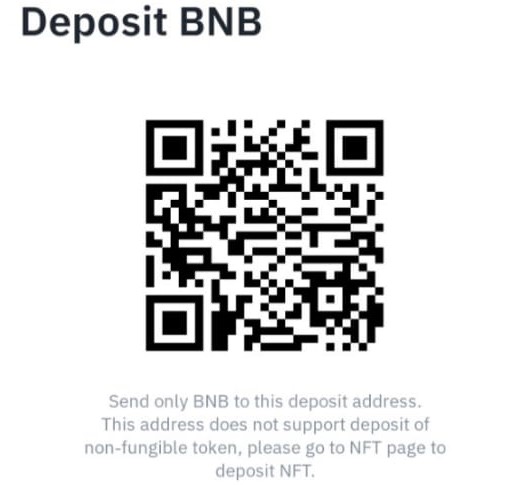 Deposit BNB
0x453f4eb4ff5ed726ef4b07531d63cbbf6ba69fa1
Send only BNB to this deposit address.
This address does not support deposit of
non-fungible token, please go to NFT page to
deposit NFT.